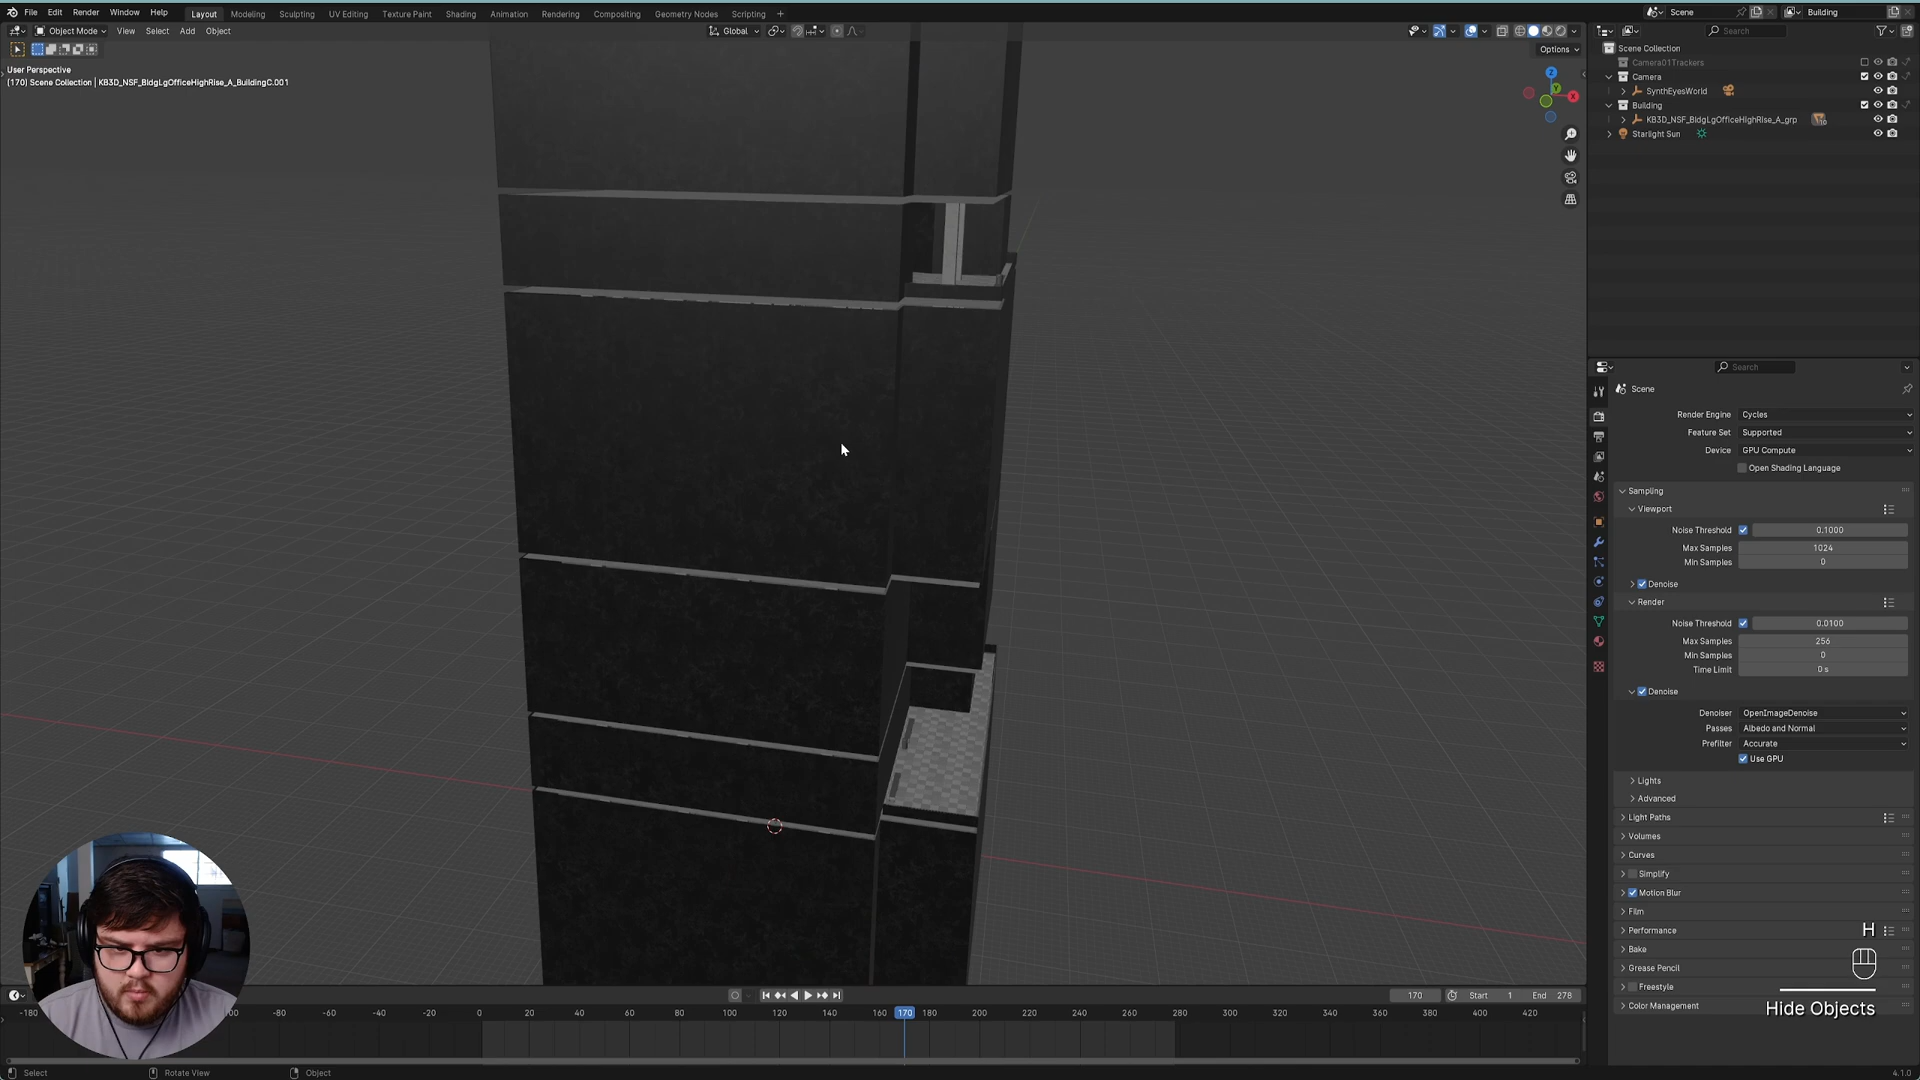 File Edit Render Window Help Layout Modeling Sculpting UV Editing Texture Paint Shading Animation Rendering Compositing Geometry Nodes Scripting + Scene Building
Object Mode View Select Add Object Global Search
Options
User Perspective
(170) Scene Collection | KB3D_NSF_BldgLgOfficeHighRise_A_BuildingC.001
Z
Y
X
Scene Collection
Camera01Trackers
Camera
SynthEyesWorld
Building
KB3D_NSF_BldgLgOfficeHighRise_A_grp
Starlight Sun
Search
Scene
Render Engine Cycles
Feature Set Supported
Device GPU Compute
Open Shading Language
Sampling
Viewport
Noise Threshold 0.1000
Max Samples 1024
Min Samples 0
Denoise
Render
Noise Threshold 0.0100
Max Samples 256
Min Samples 0
Time Limit 0 s
Denoise
Denoiser OpenImageDenoise
Passes Albedo and Normal
Prefilter Accurate
Use GPU
Lights
Advanced
Light Paths
Volumes
Curves
Simplify
Motion Blur
Film
Performance
Bake
Grease Pencil
Freestyle
Color Management
H
Hide Objects
170 Start 1 End 278
-180 -80 -60 -40 -20 0 20 40 60 80 100 120 140 160 170 180 200 220 240 260 280 300 320 340 360 380 400 420
Select Rotate View Object 4.1.0